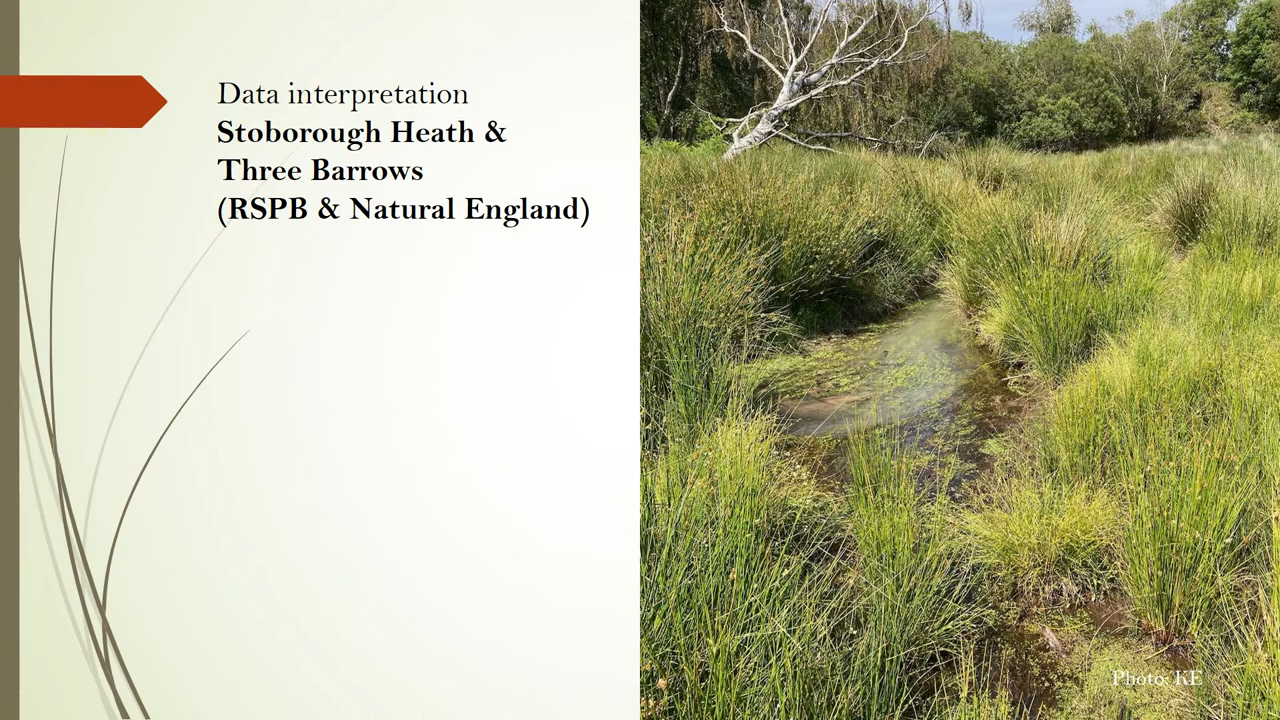 Data interpretation
Stoborough Heath &
Three Barrows
(RSPB & Natural England)
Photo: KE